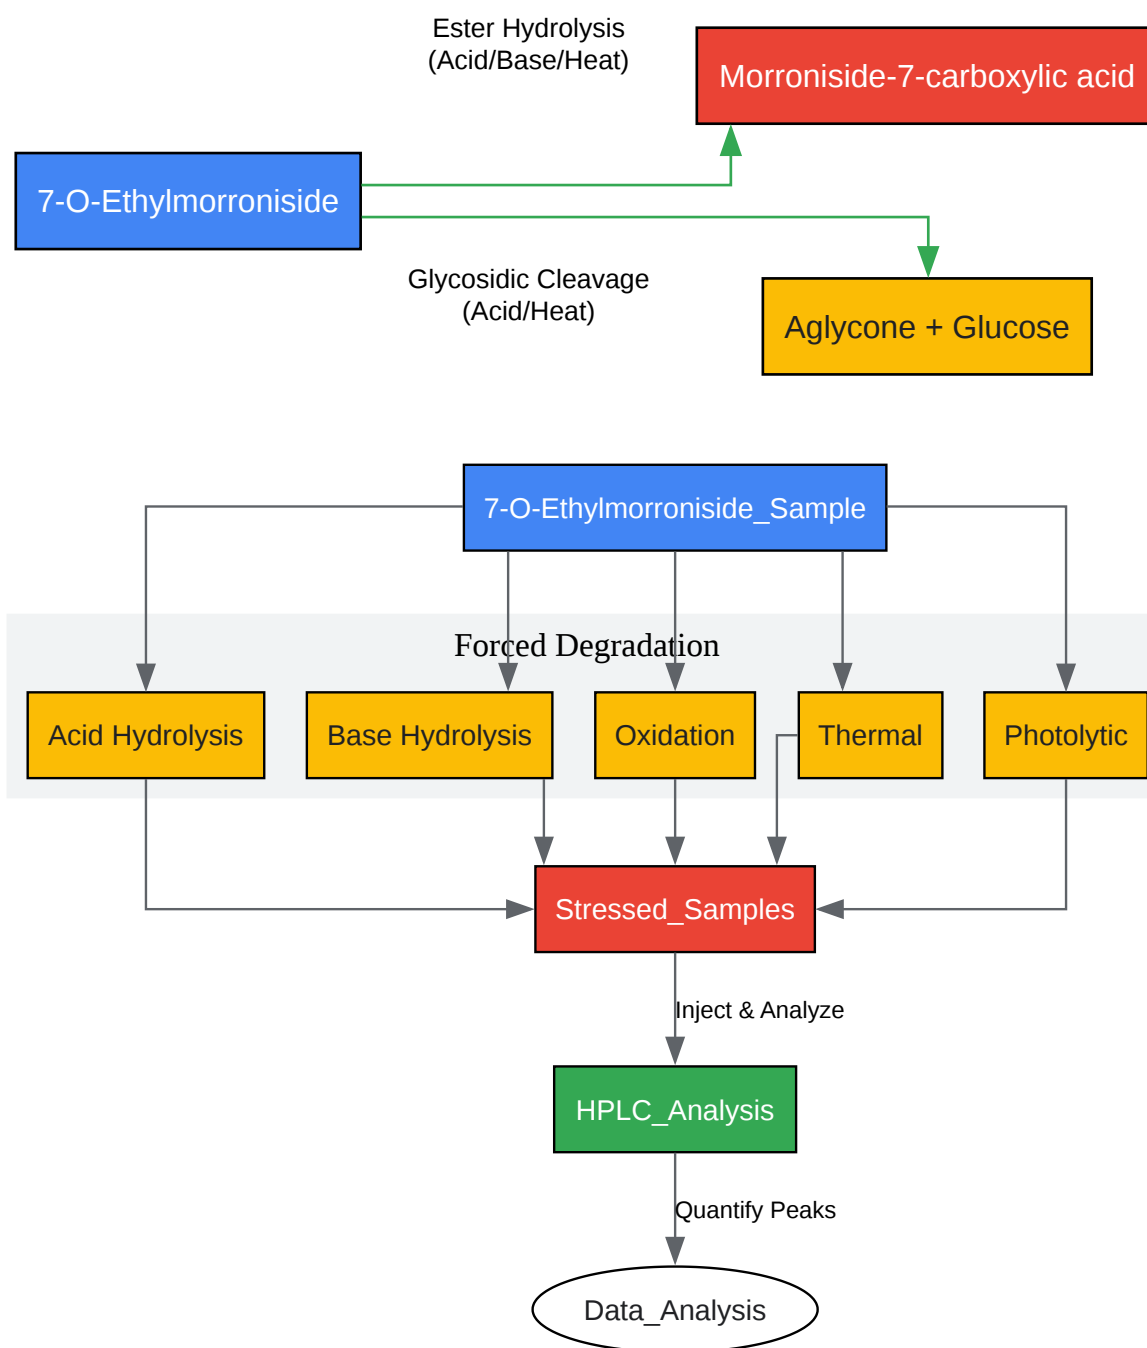 Ester Hydrolysis
(Acid/Base/Heat)
Morroniside-7-carboxylic acid
7-O-Ethylmorroniside
Glycosidic Cleavage
(Acid/Heat)
Aglycone + Glucose
7-O-Ethylmorroniside_Sample
Forced Degradation
Acid Hydrolysis
Base Hydrolysis
Oxidation
Thermal
Photolytic
Stressed_Samples
Inject & Analyze
HPLC_Analysis
Quantify Peaks
Data_Analysis